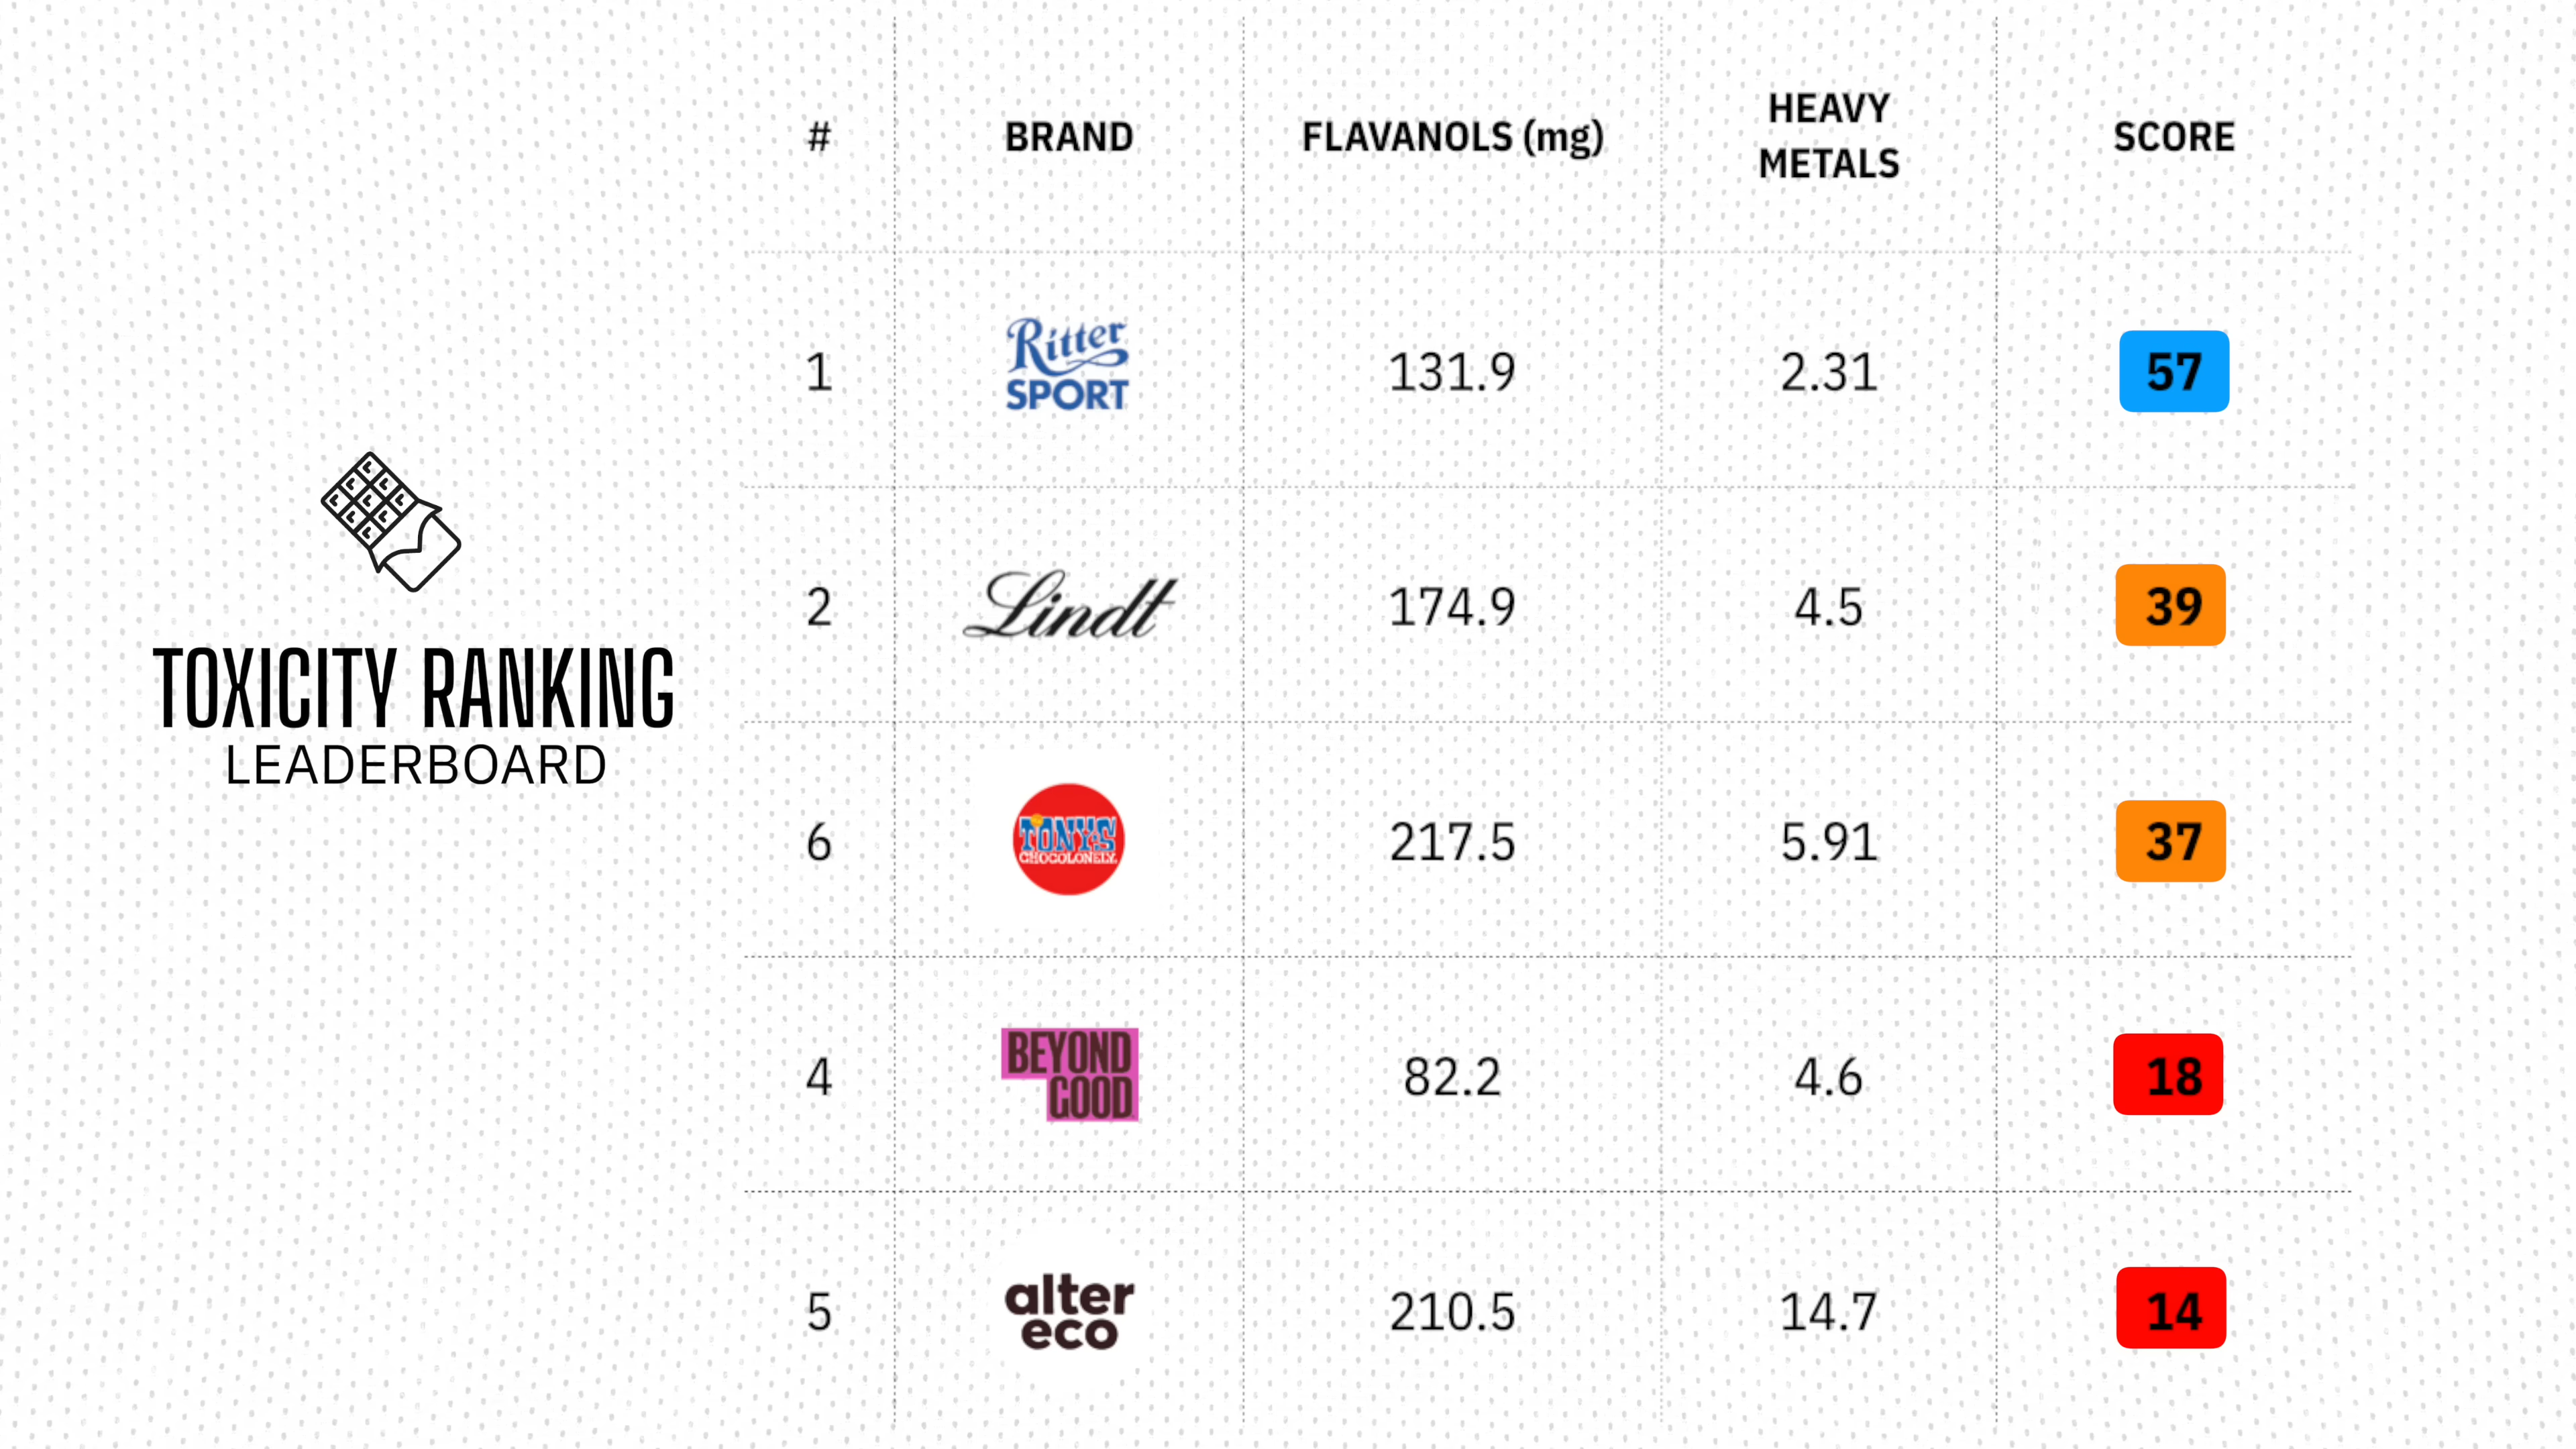 # BRAND FLAVANOLS (mg) HEAVY METALS SCORE
1 Ritter SPORT 131.9 2.31 57
2 Lindt 174.9 4.5 39
TOXICITY RANKING
LEADERBOARD
6 TONY'S CHOCOLONELY 217.5 5.91 37
4 BEYOND GOOD 82.2 4.6 18
5 alter eco 210.5 14.7 14